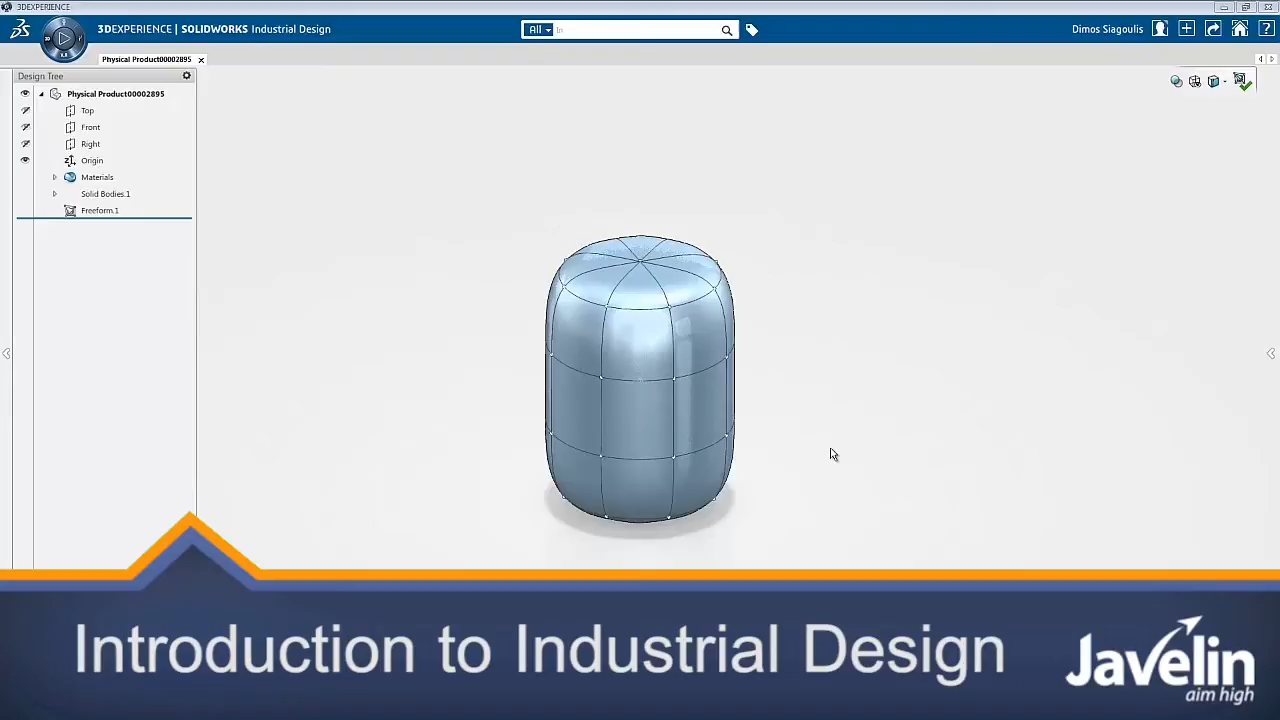 3DEXPERIENCE
3DEXPERIENCE | SOLIDWORKS Industrial Design
All
In
Dimos Siagoulis
Physical Product00002895
Design Tree
Physical Product00002895
Top
Front
Right
Origin
Materials
Solid Bodies.1
Freeform.1
Introduction to Industrial Design
Javelin
aim high